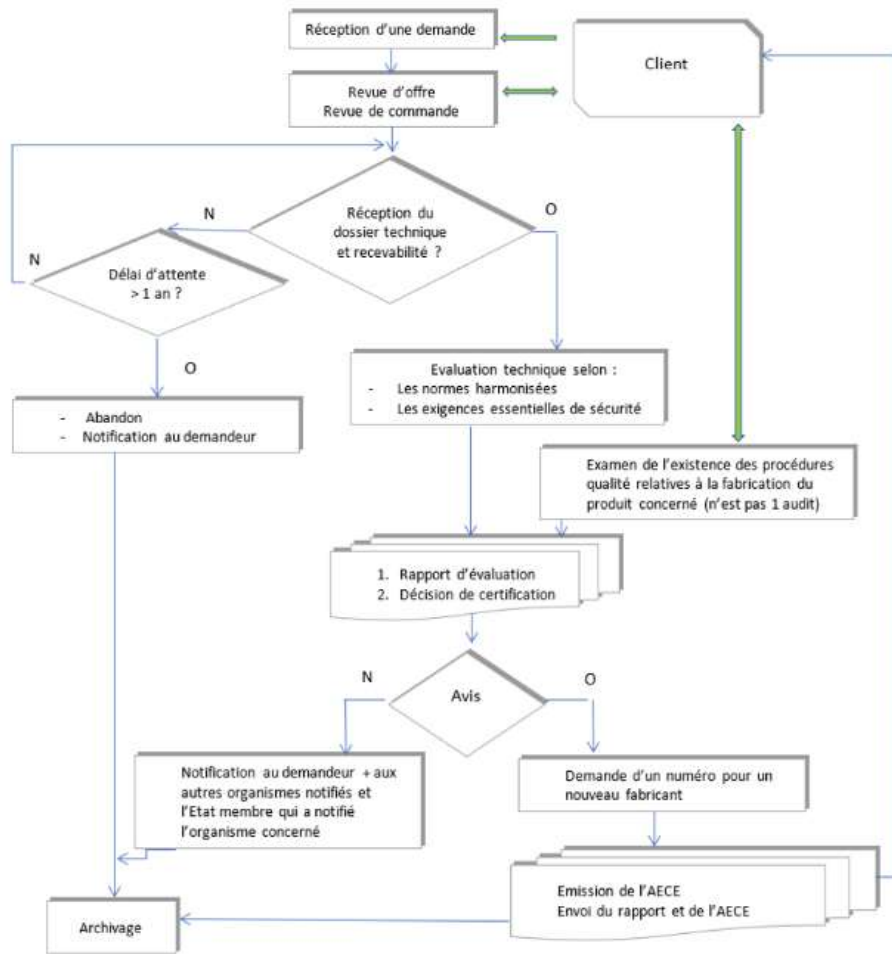 Réception d'une demande
Client
Revue d'offre
Revue de commande
N
O
Réception du
dossier technique
et recevabilité ?
N
Délai d'attente
> 1 an ?
O
Evaluation technique selon :
- Les normes harmonisées
- Les exigences essentielles de sécurité
- Abandon
- Notification au demandeur
Examen de l'existence des procédures
qualité relatives à la fabrication du
produit concerné (n'est pas 1 audit)
1. Rapport d'évaluation
2. Décision de certification
N
O
Avis
Notification au demandeur + aux
autres organismes notifiés et
l'Etat membre qui a notifié
l'organisme concerné
Demande d'un numéro pour un
nouveau fabricant
Emission de l'AECE
Envoi du rapport et de l'AECE
Archivage